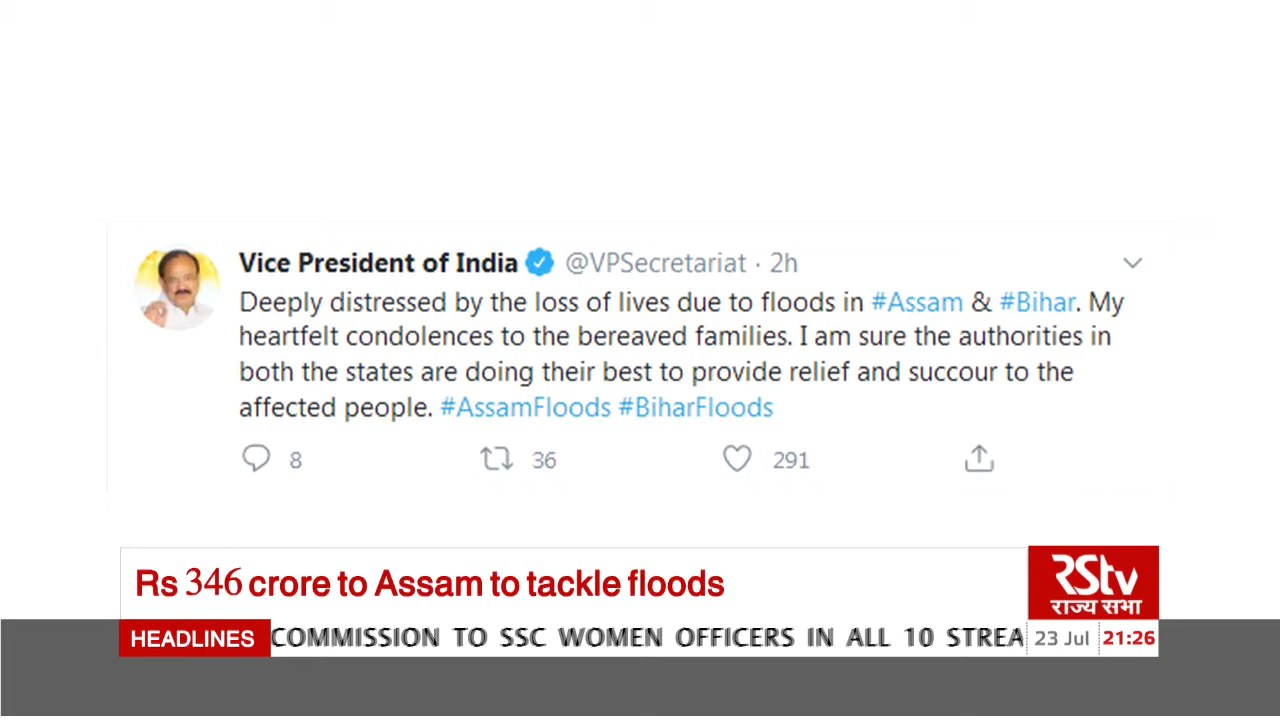 Vice President of India @VPSecretariat · 2h
Deeply distressed by the loss of lives due to floods in #Assam & #Bihar. My
heartfelt condolences to the bereaved families. I am sure the authorities in
both the states are doing their best to provide relief and succour to the
affected people. #AssamFloods #BiharFloods
8 36 291
Rs 346 crore to Assam to tackle floods
RStv
राज्य सभा
HEADLINES COMMISSION TO SSC WOMEN OFFICERS IN ALL 10 STREA 23 Jul 21:26